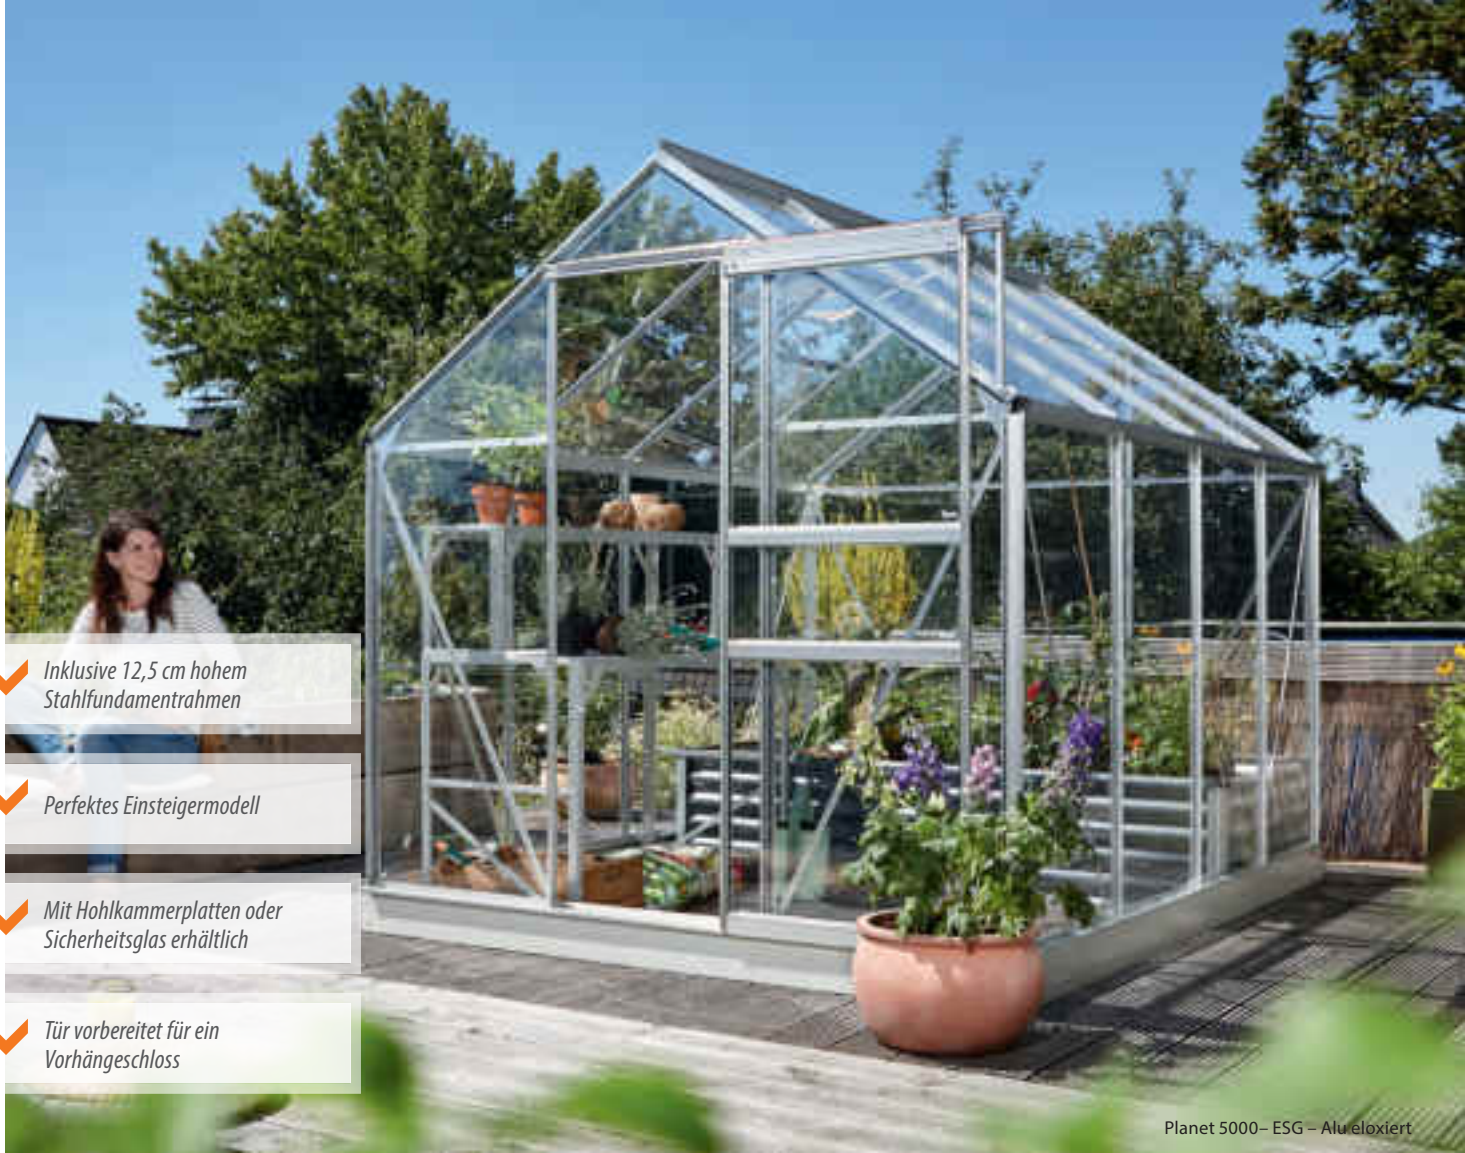 Inklusive 12,5 cm hohem
Stahlfundamentrahmen
Perfektes Einsteigermodell
Mit Hohlkammerplatten oder
Sicherheitsglas erhältlich
Tür vorbereitet für ein
Vorhängeschloss
Planet 5000– ESG – Alu eloxiert